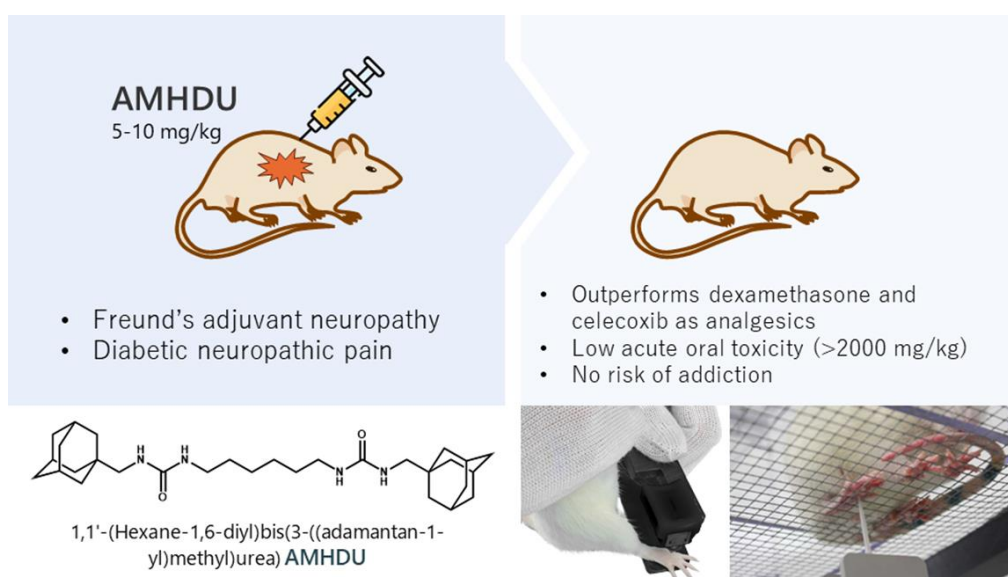 AMHDU
5-10 mg/kg
• Freund's adjuvant neuropathy
• Diabetic neuropathic pain
• Outperforms dexamethasone and
celecoxib as analgesics
• Low acute oral toxicity (>2000 mg/kg)
• No risk of addiction
H H O
N N N N
O H H
1,1'-(Hexane-1,6-diyl)bis(3-((adamantan-1-
yl)methyl)urea) AMHDU